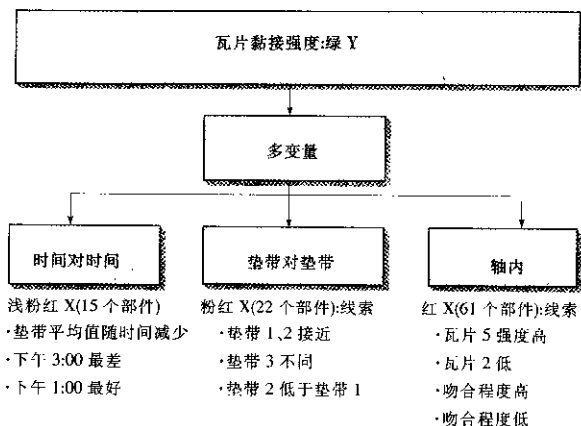 瓦片黏接强度:绿 Y
多变量
时间对时间
垫带对垫带
轴内
浅粉红 X(15 个部件)
·垫带平均值随时间减少
·下午 3:00 最差
·下午 1:00 最好
粉红 X(22 个部件):线索
·垫带 1、2 接近
·垫带 3 不同
·垫带 2 低于垫带 1
红 X(61 个部件):线索
·瓦片 5 强度高
·瓦片 2 低
·吻合程度高
·吻合程度低